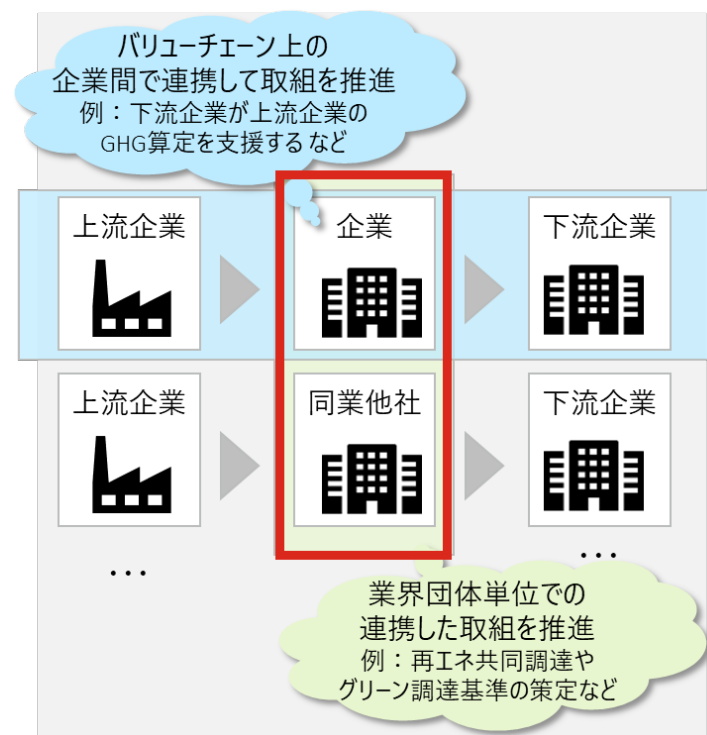 バリューチェーン上の
企業間で連携して取組を推進
例：下流企業が上流企業の
GHG算定を支援する など
上流企業
企業
下流企業
上流企業
同業他社
下流企業
…
…
業界団体単位での
連携した取組を推進
例：再エネ共同調達や
グリーン調達基準の策定など